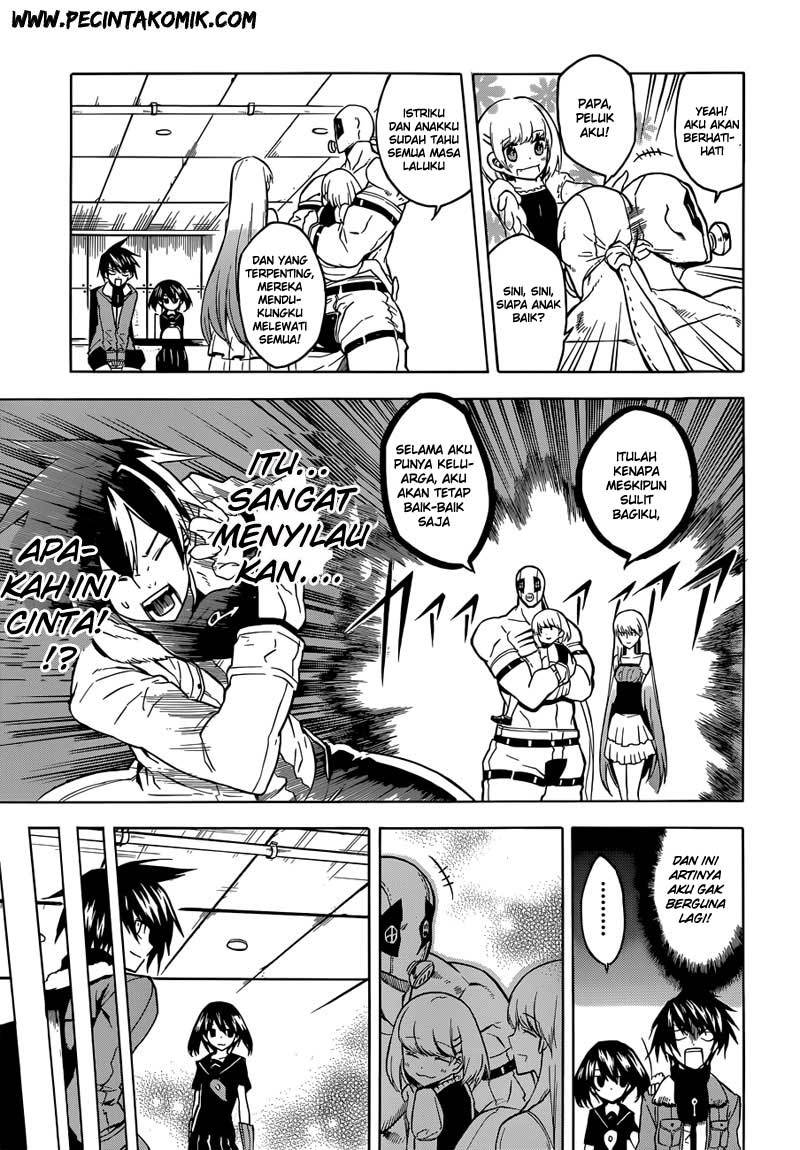 WWW.PECINTAKOMIK.COM
YEAH!
AKU AKAN
BERHATI-
HATI
PAPA,
PELUK
AKU!
SINI, SINI,
SIAPA ANAK
BAIK?
ISTRIKU
DAN ANAKKU
SUDAH TAHU
SEMUA MASA
LALUKU
DAN YANG
TERPENTING,
MEREKA
MENDU-
KUNGKU
MELEWATI
SEMUA!
ITULAH
KENAPA
MESKIPUN
SULIT
BAGIKU,
SELAMA AKU
PUNYA KELU-
ARGA, AKU
AKAN TETAP
BAIK-BAIK
SAJA
ITU...
SANGAT
MENYILAU
KAN....
APA-
KAH INI
CINTA!
!?
DAN INI
ARTINYA
AKU GAK
BERGUNA
LAGI!
.........